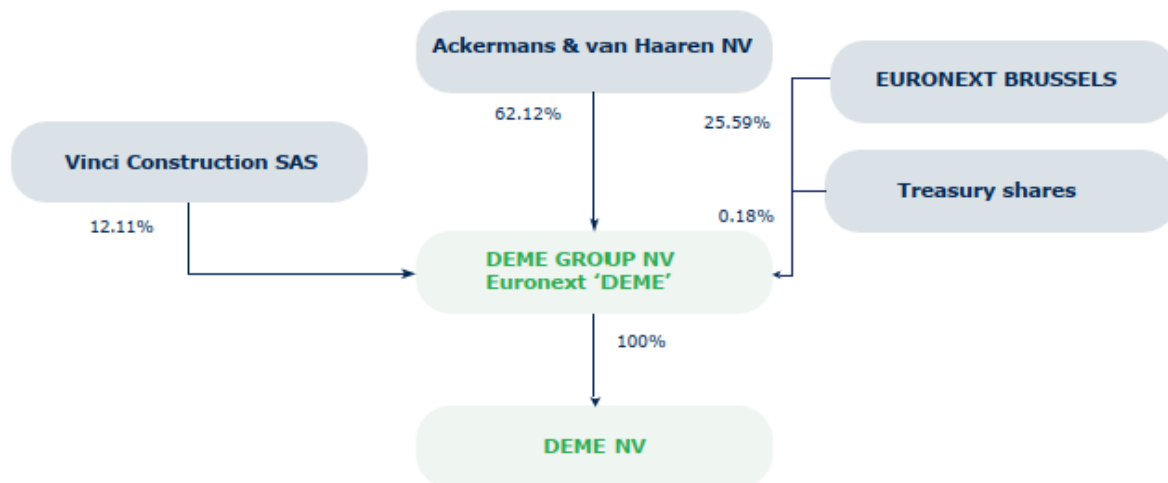 Ackermans & van Haaren NV
EURONEXT BRUSSELS
62.12%
25.59%
Vinci Construction SAS
Treasury shares
12.11%
0.18%
DEME GROUP NV
Euronext ‘DEME’
100%
DEME NV